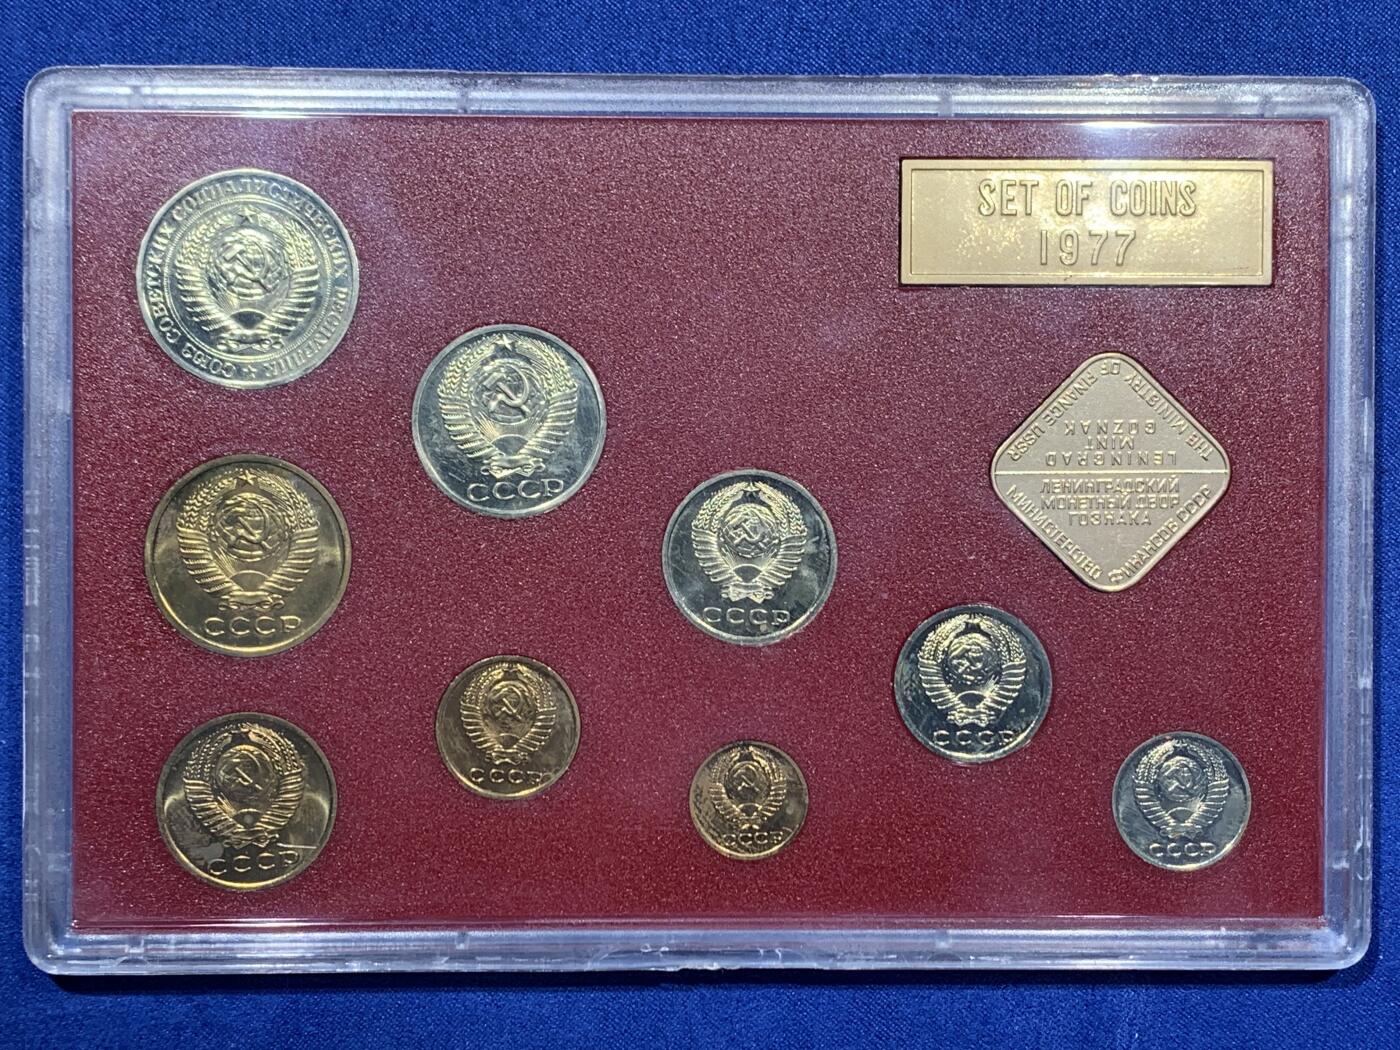 SET OF COINS
1977
СОЮЗ СОВЕТСКИХ СОЦИАЛИСТИЧЕСКИХ РЕСПУБЛИК
СССР
СССР
СССР
СССР
СССР
СССР
СССР
СССР
THE MINISTRY OF FINANCE USSR
LENINGRAD
MINT
GOZNAK
ЛЕНИНГРАДСКИЙ
МОНЕТНЫЙ ДВОР
ГОЗНАКА
МИНИСТЕРСТВО ФИНАНСОВ СССР